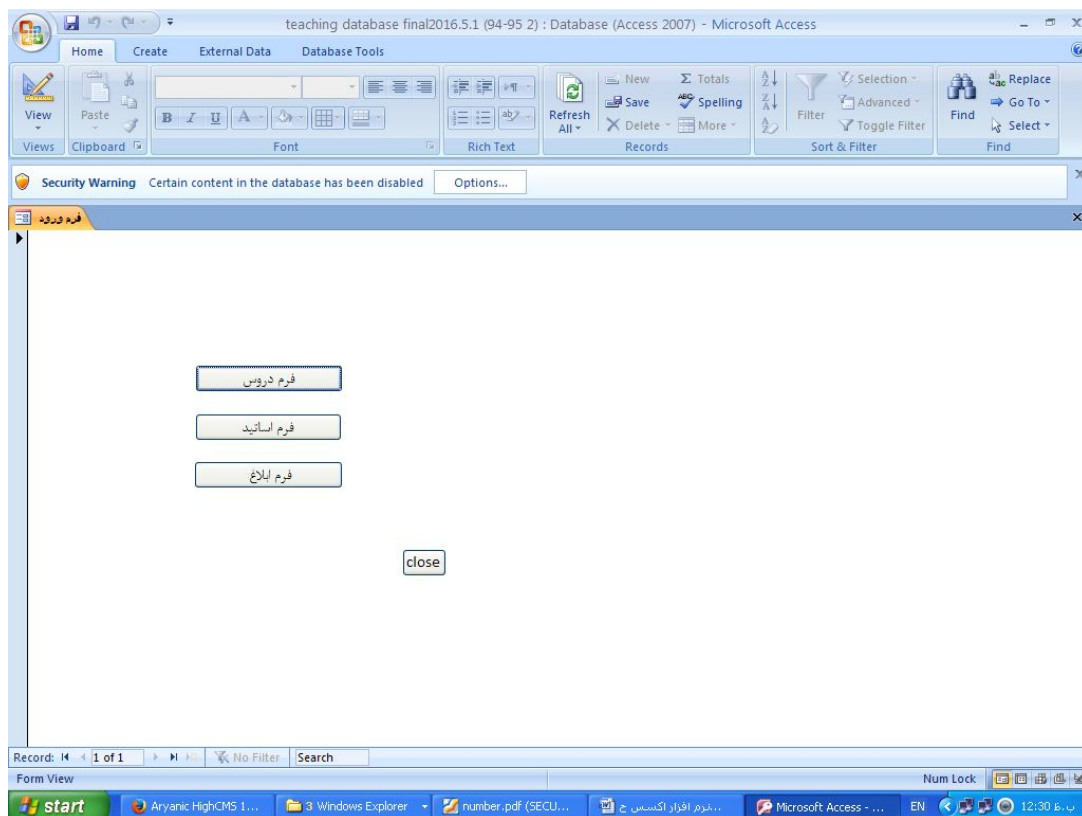 teaching database final2016.5.1 (94-95 2) : Database (Access 2007) - Microsoft Access
Home Create External Data Database Tools
View Paste B I U A Refresh All New Save Delete Σ Totals Spelling More Filter Selection Advanced Toggle Filter Find Replace Go To Select
Views Clipboard Font Rich Text Records Sort & Filter Find
Security Warning Certain content in the database has been disabled Options...
فرم ورود
فرم دروس
فرم اساتید
فرم ابلاغ
close
Record: 1 of 1 No Filter Search
Form View Num Lock
start Aryanic HighCMS 1... 3 Windows Explorer number.pdf (SECU... نرم افزار اکسس ح... Microsoft Access - ... EN 12:30 ب.ظ